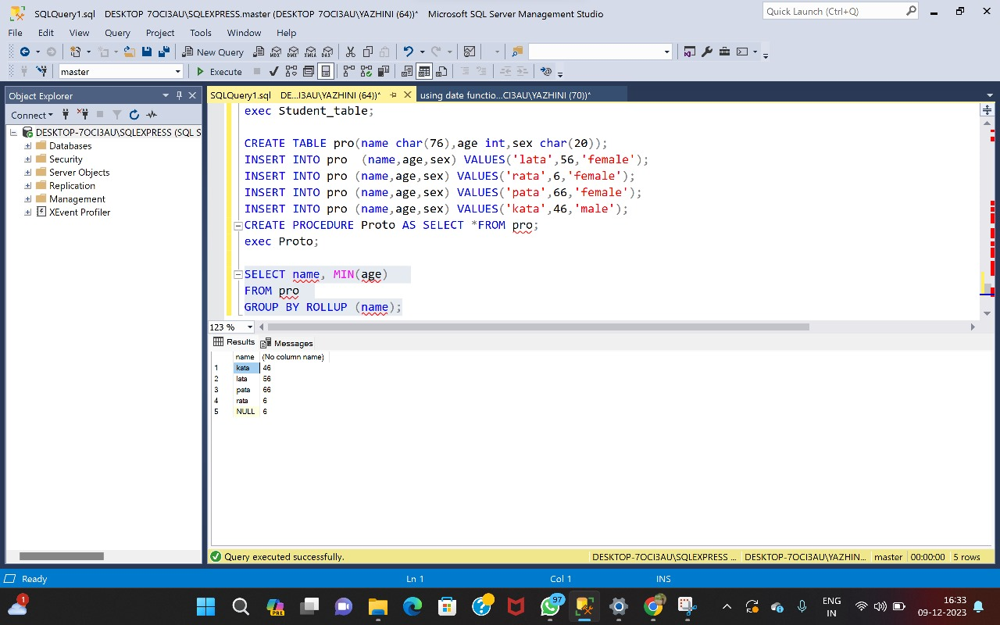 SQLQuery1.sql DESKTOP 7OCI3AU\SQLEXPRESS.master (DESKTOP 7OCI3AU\YAZHINI (64))* Microsoft SQL Server Management Studio
Quick Launch (Ctrl+Q)
File Edit View Query Project Tools Window Help
New Query MDX DMX XMLA DAX
master Execute
Object Explorer
SQLQuery1.sql DE...I3AU\YAZHINI (64))* using date functio...CI3AU\YAZHINI (70))*
Connect
DESKTOP-7OCI3AU\SQLEXPRESS (SQL S
Databases
Security
Server Objects
Replication
Management
XEvent Profiler
exec Student_table;
CREATE TABLE pro(name char(76),age int,sex char(20));
INSERT INTO pro (name,age,sex) VALUES('lata',56,'female');
INSERT INTO pro (name,age,sex) VALUES('rata',6,'female');
INSERT INTO pro (name,age,sex) VALUES('pata',66,'female');
INSERT INTO pro (name,age,sex) VALUES('kata',46,'male');
CREATE PROCEDURE Proto AS SELECT *FROM pro;
exec Proto;
SELECT name, MIN(age)
FROM pro
GROUP BY ROLLUP (name);
123 %
Results Messages
name (No column name)
1 kata 46
2 lata 56
3 pata 66
4 rata 6
5 NULL 6
Query executed successfully. DESKTOP-7OCI3AU\SQLEXPRESS ... DESKTOP-7OCI3AU\YAZHIN... master 00:00:00 5 rows
Ready Ln 1 Col 1 INS
1 PRE 97 ENG 16:33
IN 09-12-2023